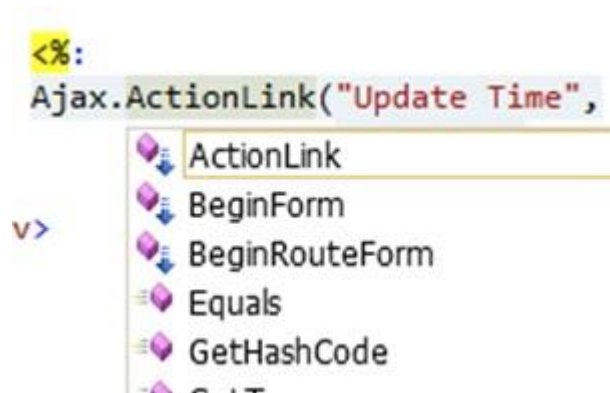 <%:
Ajax.ActionLink("Update Time",
ActionLink
BeginForm
v>
BeginRouteForm
Equals
GetHashCode